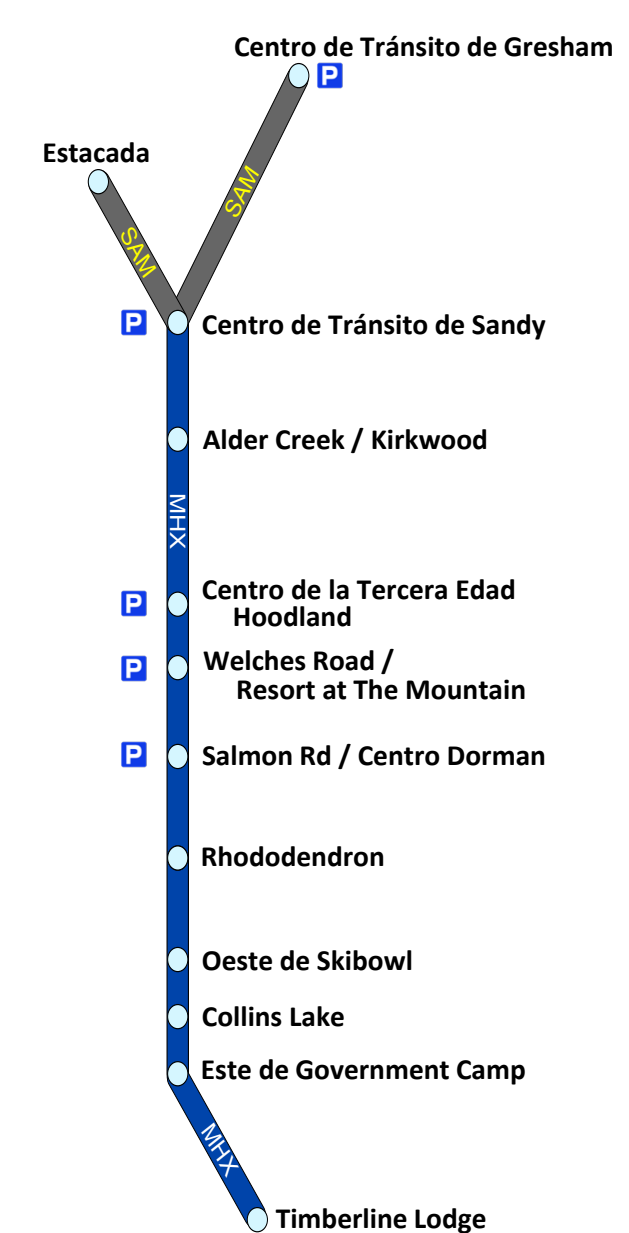 Centro de Tránsito de Gresham
P
Estacada
SAM
SAM
P
Centro de Tránsito de Sandy
Alder Creek / Kirkwood
MHX
P
Centro de la Tercera Edad
Hoodland
P
Welches Road /
Resort at The Mountain
P
Salmon Rd / Centro Dorman
Rhododendron
Oeste de Skibowl
Collins Lake
Este de Government Camp
MHX
Timberline Lodge